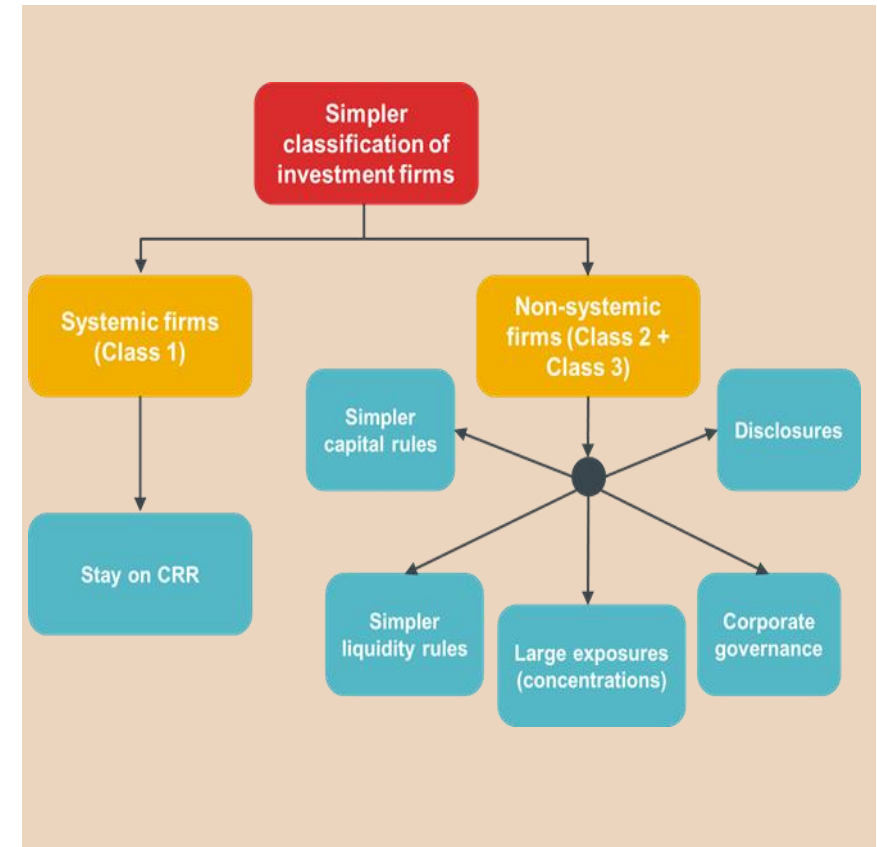 Simpler
classification of
investment firms
Systemic firms
(Class 1)
Non-systemic
firms (Class 2 +
Class 3)
Simpler
capital rules
Disclosures
Stay on CRR
Simpler
liquidity rules
Large exposures
(concentrations)
Corporate
governance